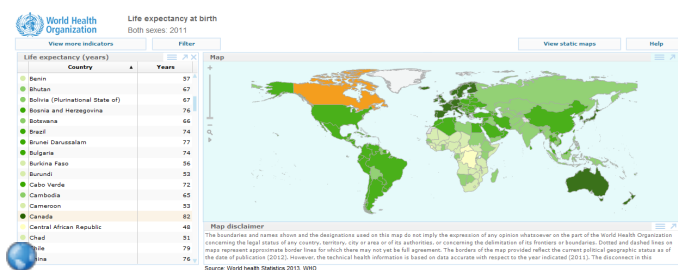 World Health
Organization
Life expectancy at birth
Both sexes: 2011
View more indicators
Filter
View static maps
Help
Life expectancy (years)
Map
Country
Years
Benin 57
Bhutan 67
Bolivia (Plurinational State of) 67
Bosnia and Herzegovina 76
Botswana 66
Brazil 74
Brunei Darussalam 77
Bulgaria 74
Burkina Faso 56
Burundi 53
Cabo Verde 72
Cambodia 65
Cameroon 53
Canada 82
Central African Republic 48
Chad 51
79
76
Map disclaimer
The boundaries and names shown and the designations used on this map do not imply the expression of any opinion whatsoever on the part of the World Health Organization
concerning the legal status of any country, territory, city or area or of its authorities, or concerning the delimitation of its frontiers or boundaries. Dotted and dashed lines on
maps represent approximate border lines for which there may not yet be full agreement. The borders of the map provided reflect the current political geographic status as of
the date of publication (2012). However, the technical health information is based on data accurate with respect to the year indicated (2011). The disconnect in this
Source: World health Statistics 2013, WHO